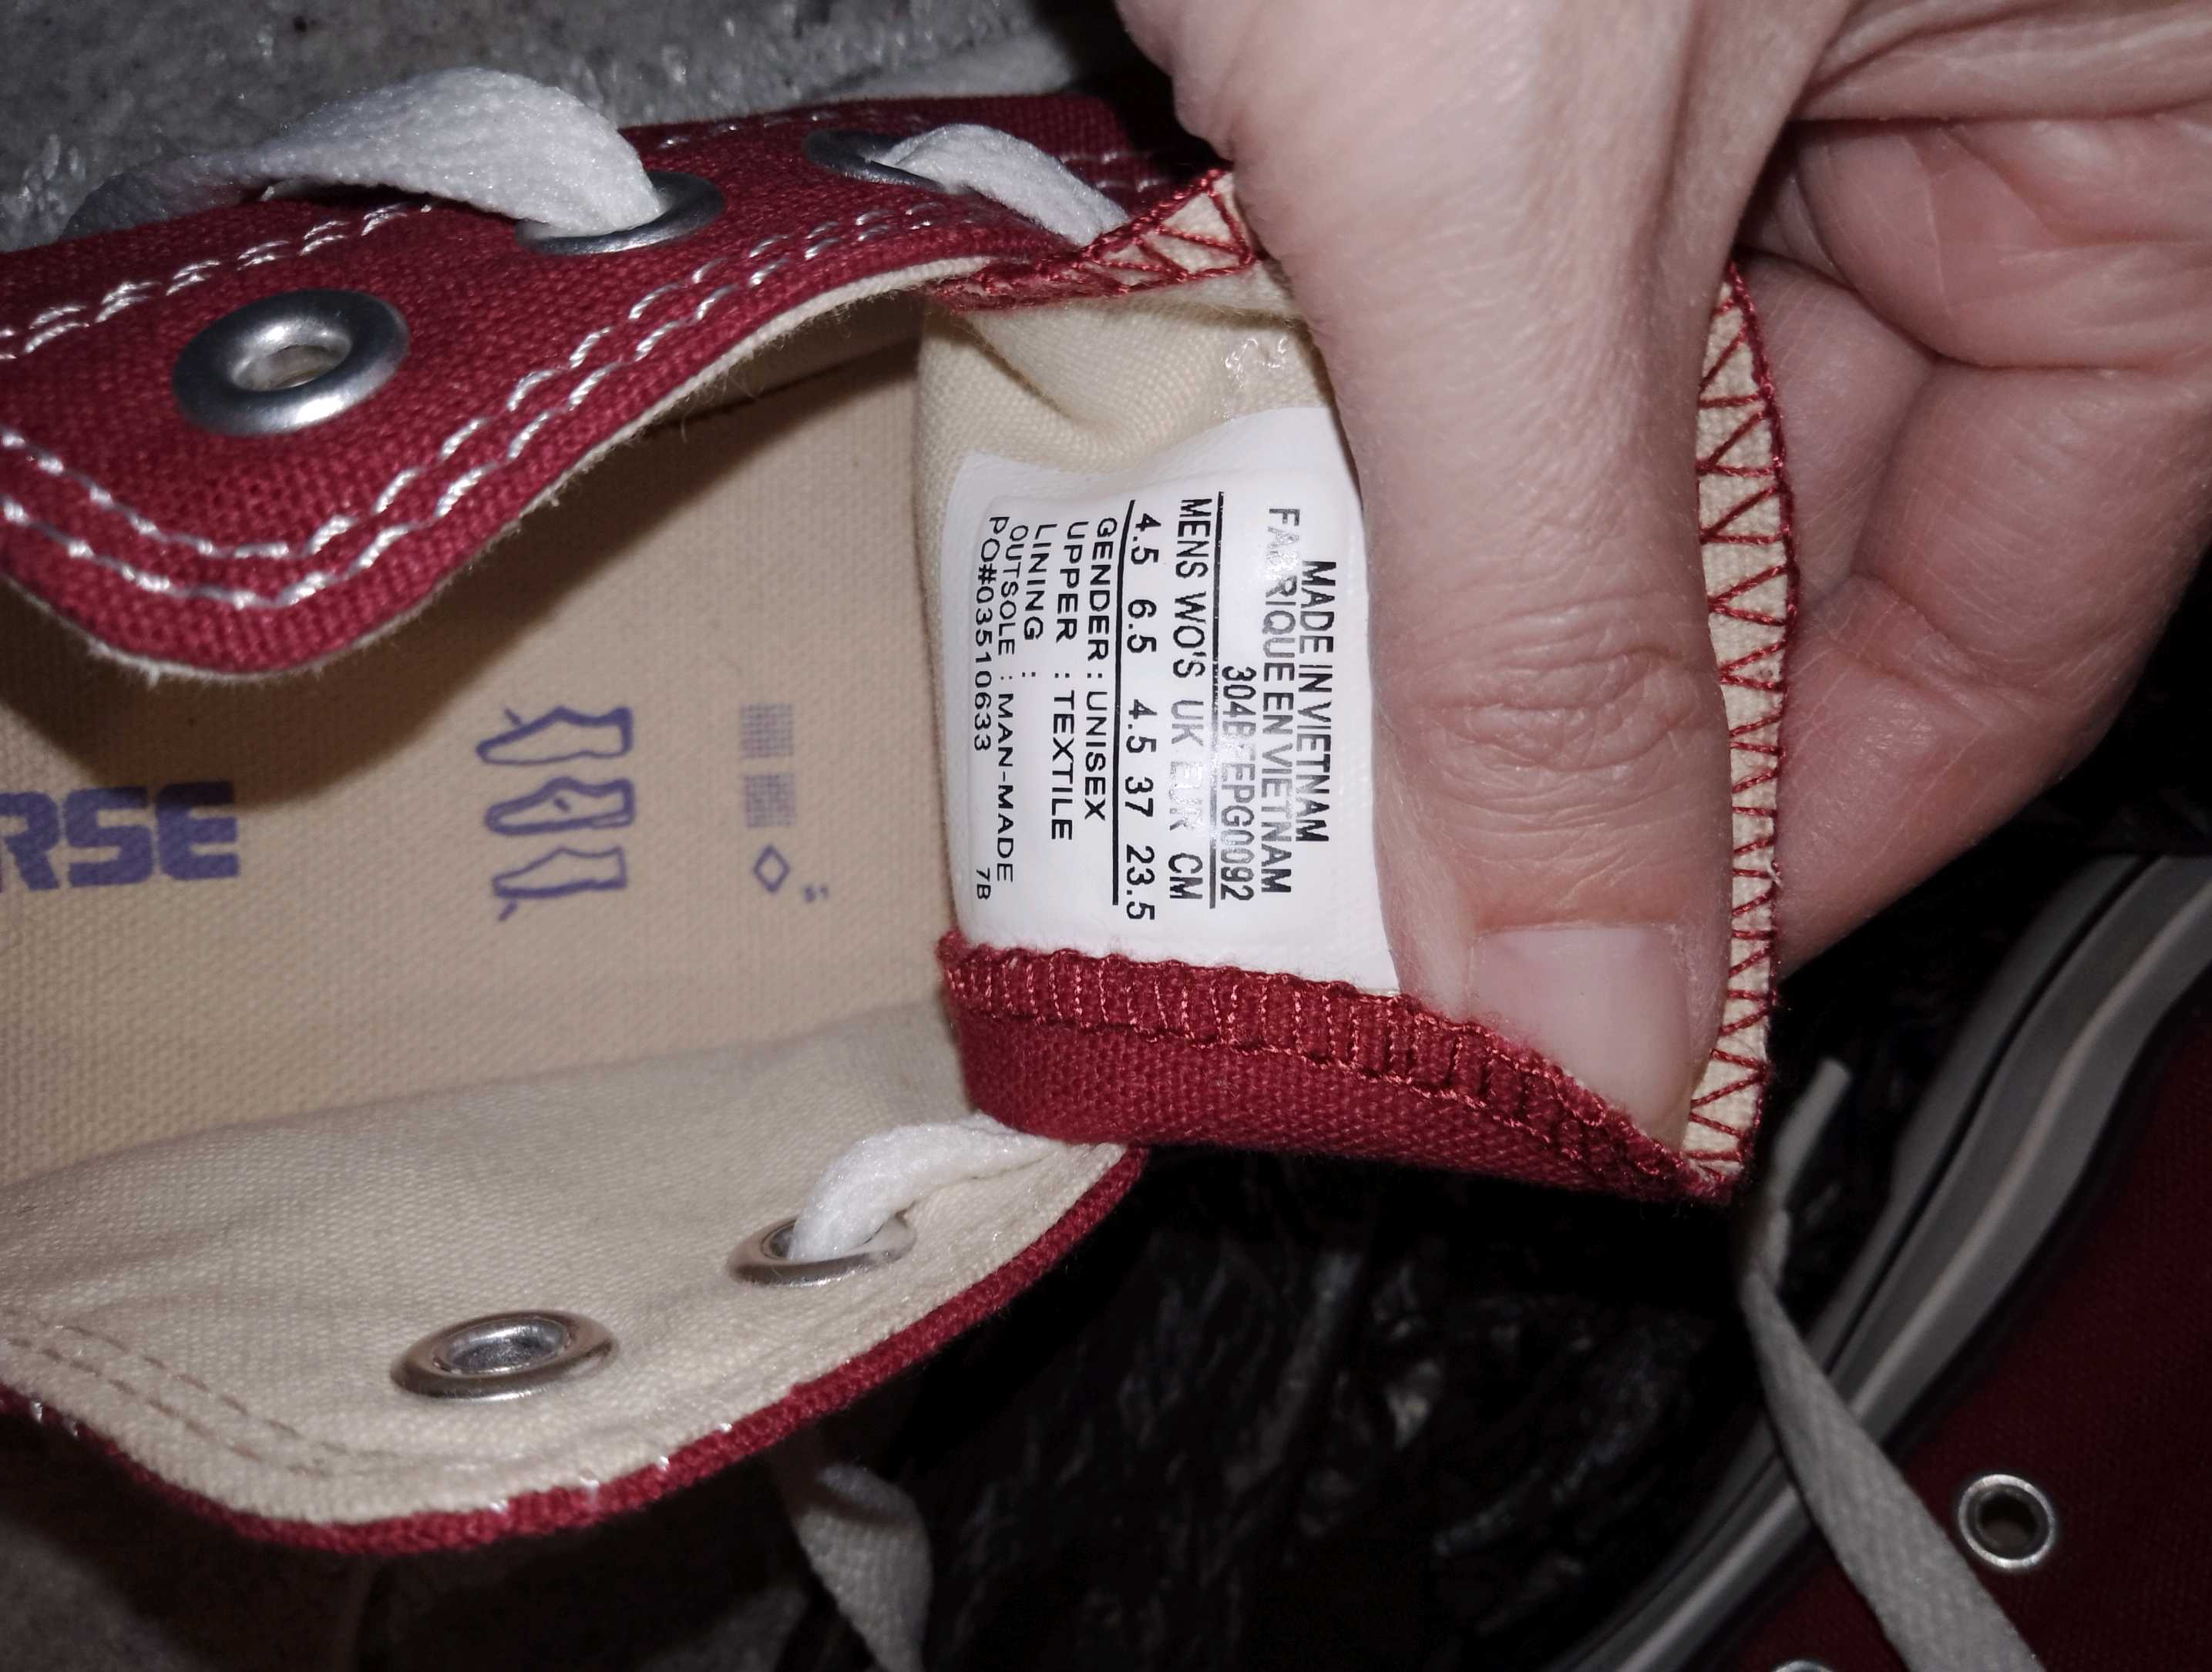 MADE IN VIETNAM
FABRIQUE EN VIETNAM
MENS WO'S UK EUR CM
4.5 6.5 4.5 37 23.5
GENDER : UNISEX
UPPER : TEXTILE
LINING :
OUTSOLE : MAN-MADE
PO#03510633 7B
RSE